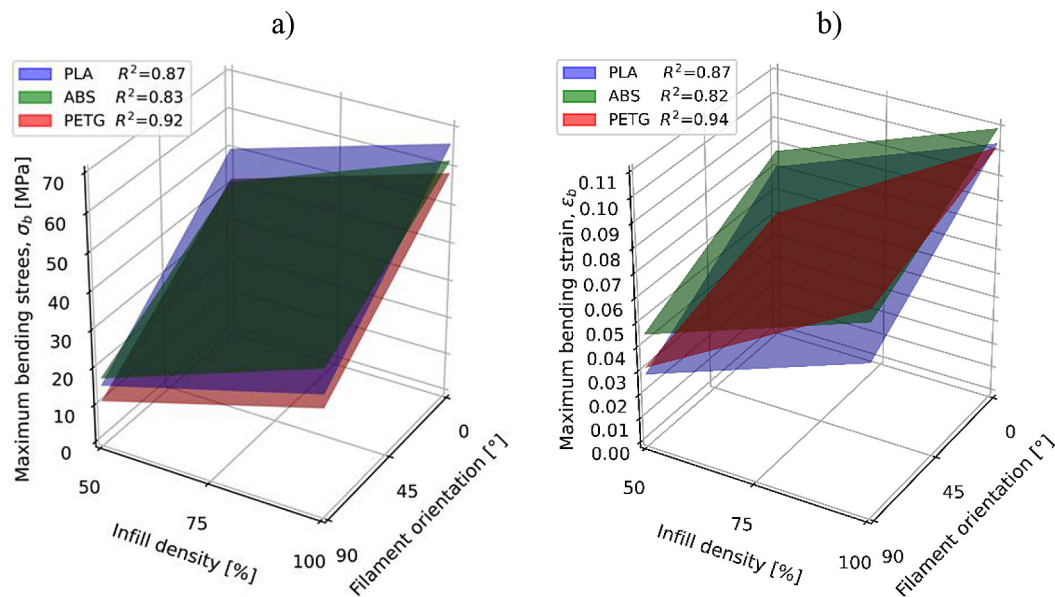 a)
PLA R²=0.87
ABS R²=0.83
PETG R²=0.92
Maximum bending strees, σ_b [MPa]
70
60
50
40
30
20
10
0
50
75
100
Infill density [%]
90
45
0
Filament orientation [°]
b)
PLA R²=0.87
ABS R²=0.82
PETG R²=0.94
Maximum bending strain, ε_b
0.11
0.10
0.09
0.08
0.07
0.06
0.05
0.04
0.03
0.02
0.01
0.00
50
75
100
Infill density [%]
90
45
0
Filament orientation [°]